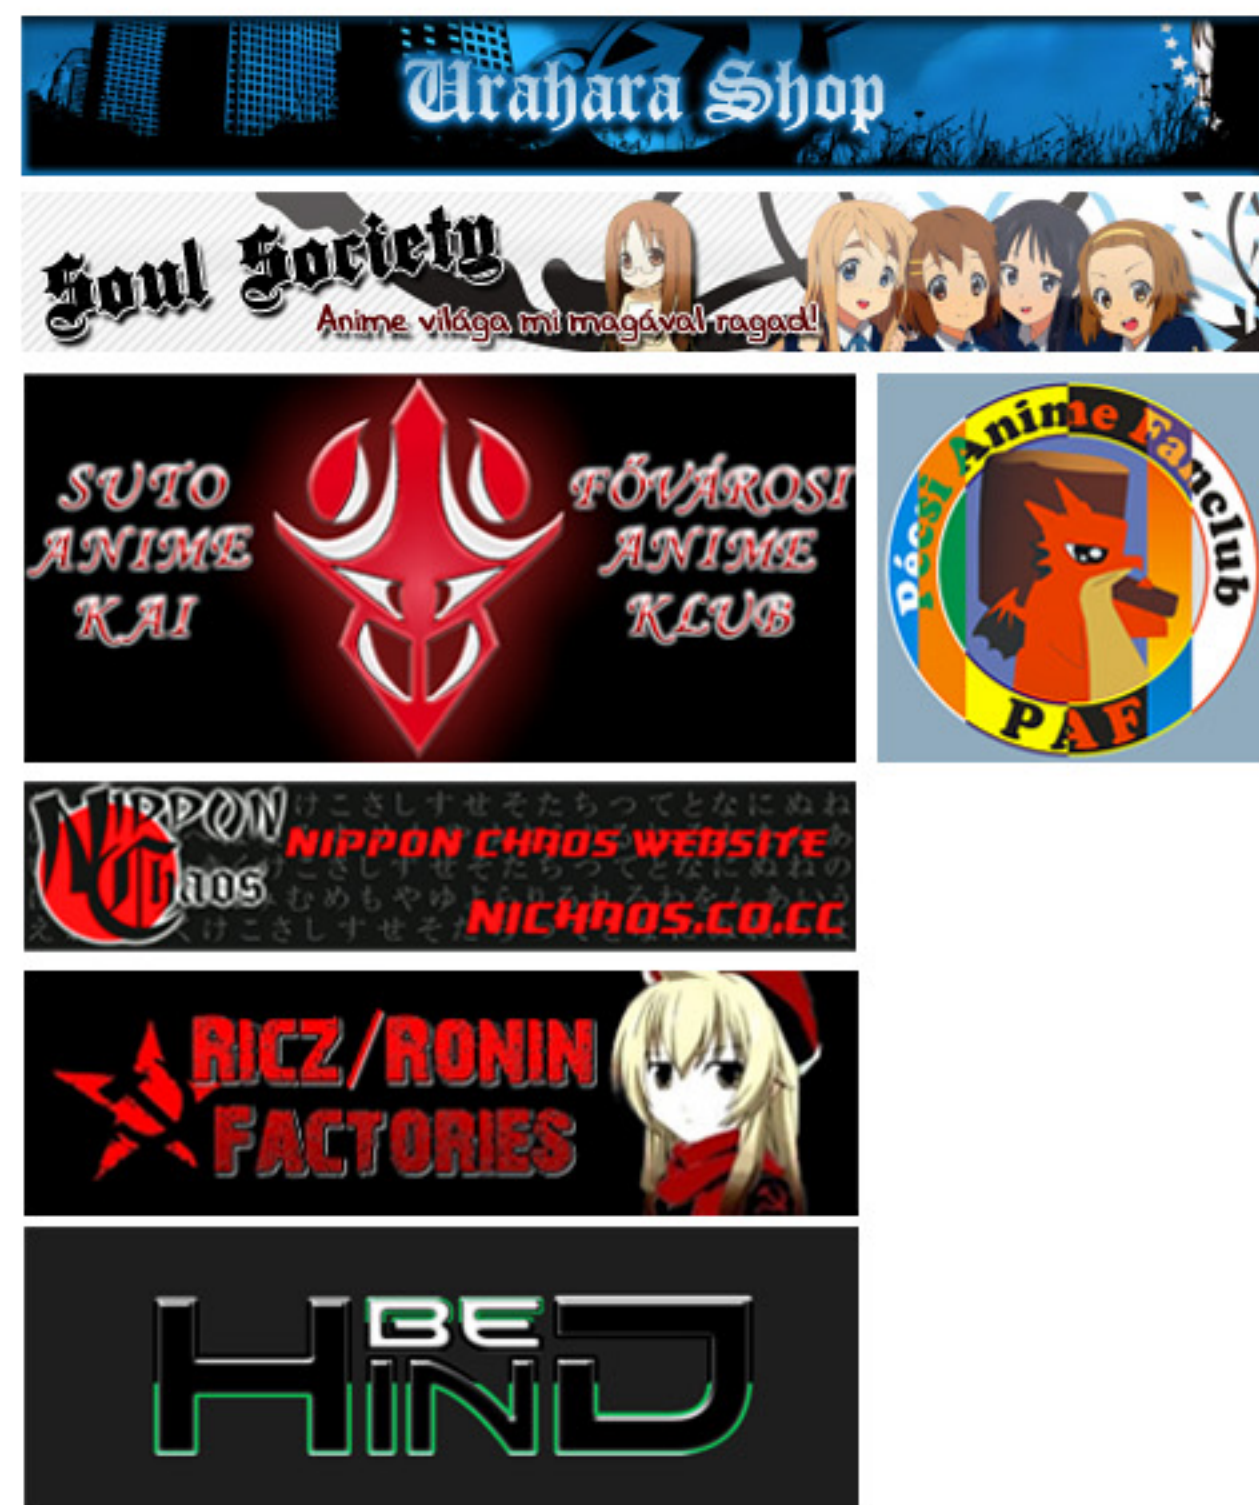 Urahara Shop
Soul Society
Anime világa mi magával ragad!
SUTO
ANIME
KAI
FŐVÁROSI
ANIME
KLUB
Pécsi Anime Fanclub
PAF
NIPPON
Chaos
NIPPON CHAOS WEBSITE
NICHAOS.CO.CC
RICZ/RONIN
FACTORIES
BE
HIND